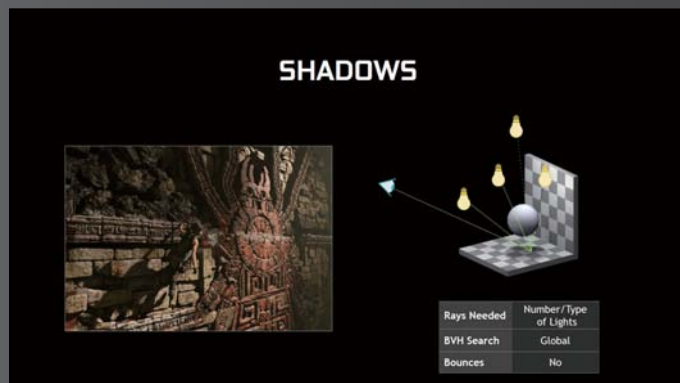 SHADOWS
Rays Needed Number/Type
of Lights
BVH Search Global
Bounces No